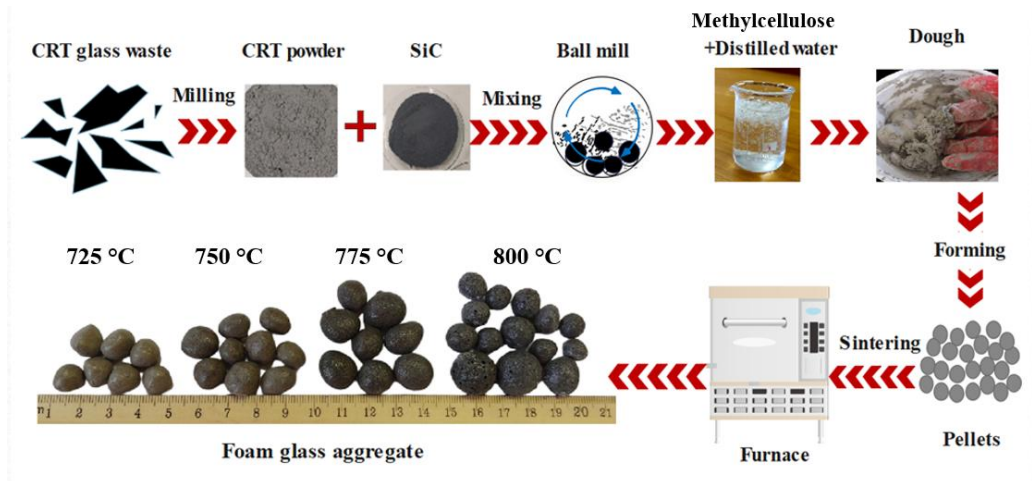 CRT glass waste
Milling
CRT powder
+
SiC
Mixing
Ball mill
Methylcellulose
+Distilled water
Dough
Forming
Pellets
Sintering
Furnace
725 °C
750 °C
775 °C
800 °C
1 2 3 4 5 6 7 8 9 10 11 12 13 14 15 16 17 18 19 20 21
Foam glass aggregate